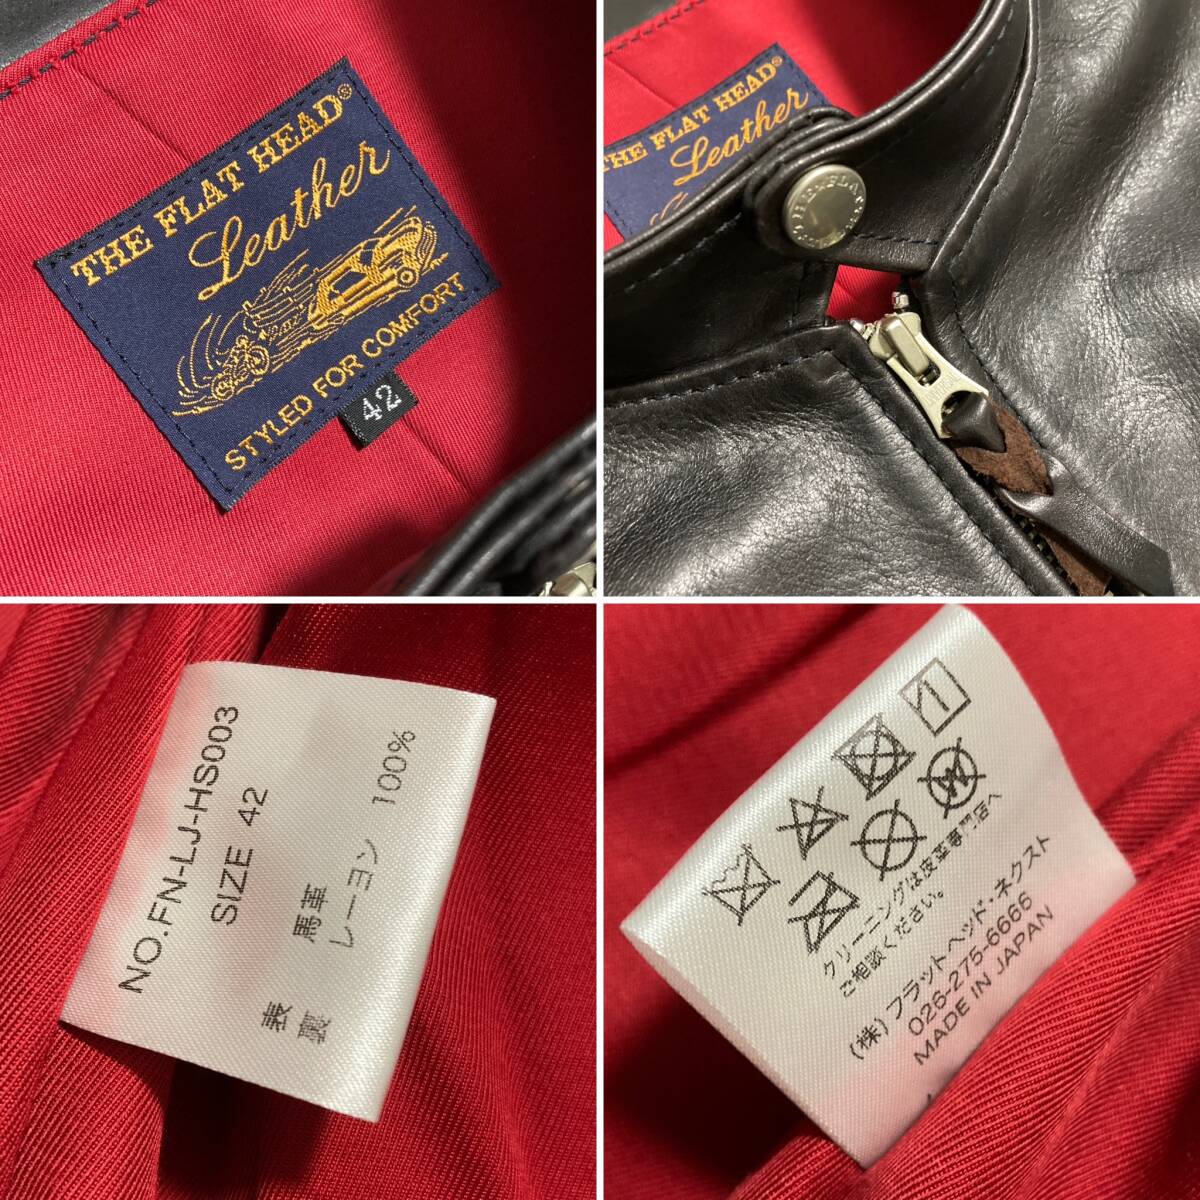 THE FLAT HEAD®
Leather
STYLED FOR COMFORT
42
THE FLAT HEAD®
Leather
NO.FN-LJ-HS003
SIZE 42
表 馬革
裏 レーヨン 100%
クリーニングは皮革専門店へ
ご相談ください。
(株)フラットヘッド・ネクスト
026-275-6666
MADE IN JAPAN